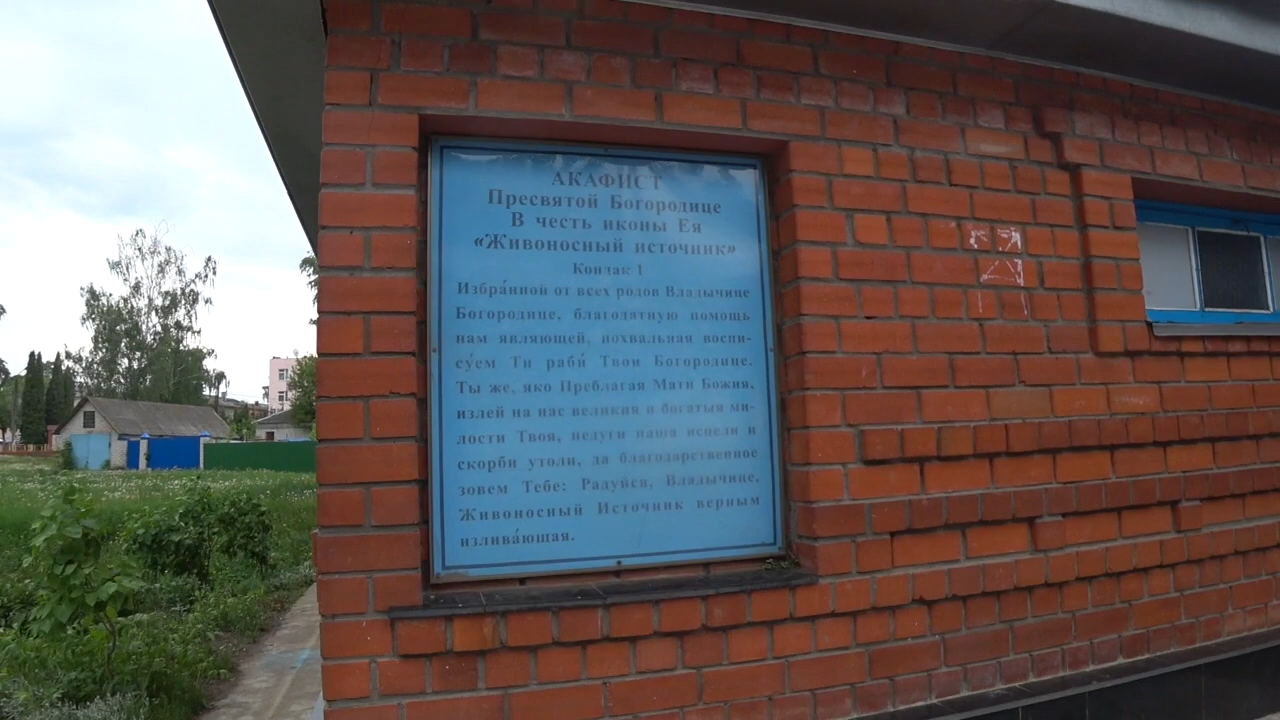 АКАФИСТ
Пресвятой Богородице
В честь иконы Ея
«Живоносный источник»
Кондак 1
Избра́нной от всех родов Владычице
Богородице, благодатную помощь
нам являющей, похвальная воспи-
су́ем Ти раби́ Твои Богородице.
Ты же, яко Преблагая Мати Божия,
излей на нас великия и богатыя ми-
лости Твоя, недуги наша исцели и
скорби утоли, да благодарственное
зовем Тебе: Радуйся, Владычице,
Живоносный Источник верным
излива́ющая.